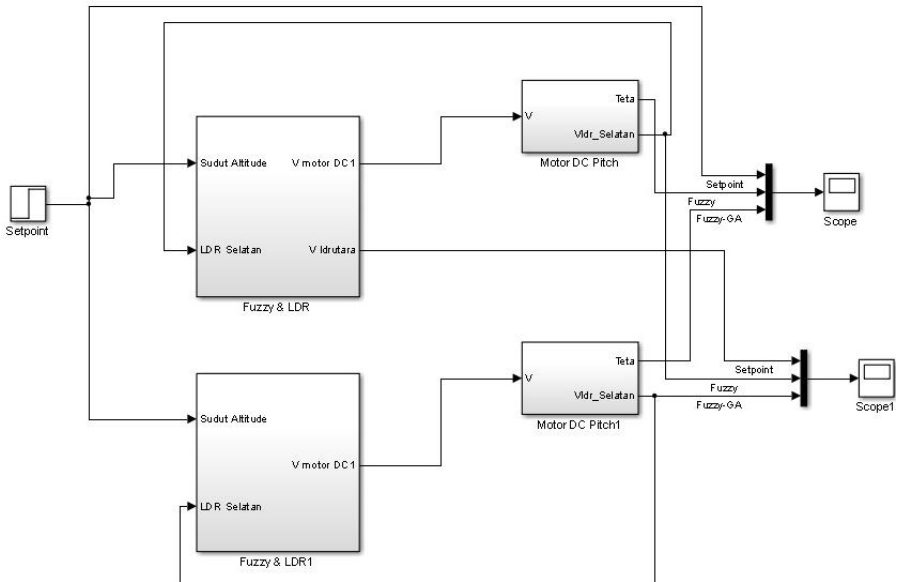 Teta
V
Vldr_Selatan
Motor DC Pitch
Sudut Altitude
V motor DC1
Setpoint
Fuzzy
Fuzzy-GA
Scope
Setpoint
LDR Selatan
V ldrutara
Fuzzy & LDR
Teta
V
Vldr_Selatan
Motor DC Pitch1
Setpoint
Fuzzy
Fuzzy-GA
Scope1
Sudut Altitude
V motor DC1
LDR Selatan
Fuzzy & LDR1